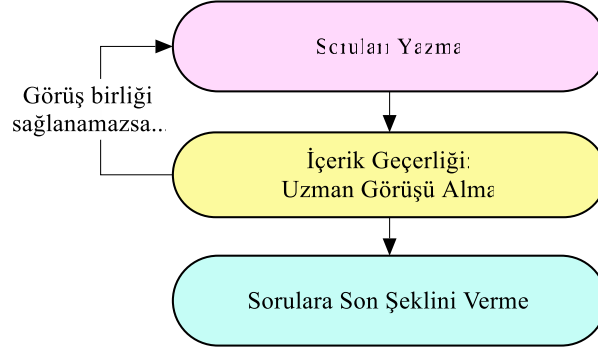 Soruları Yazma
Görüş birliği
sağlanamazsa...
İçerik Geçerliği:
Uzman Görüşü Alma
Sorulara Son Şeklini Verme